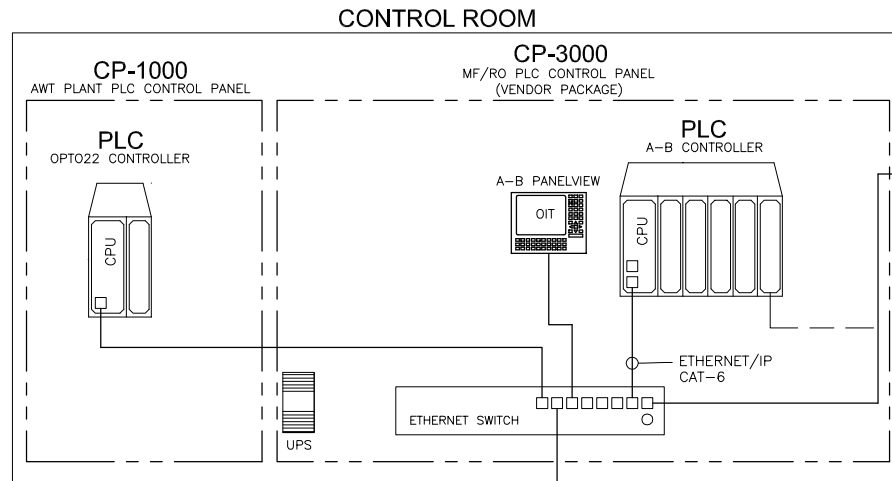 CONTROL ROOM
CP-1000
AWT PLANT PLC CONTROL PANEL
CP-3000
MF/RO PLC CONTROL PANEL
(VENDOR PACKAGE)
PLC
OPTO22 CONTROLLER
CPU
PLC
A-B CONTROLLER
A-B PANELVIEW
OIT
CPU
ETHERNET/IP
CAT-6
ETHERNET SWITCH
UPS